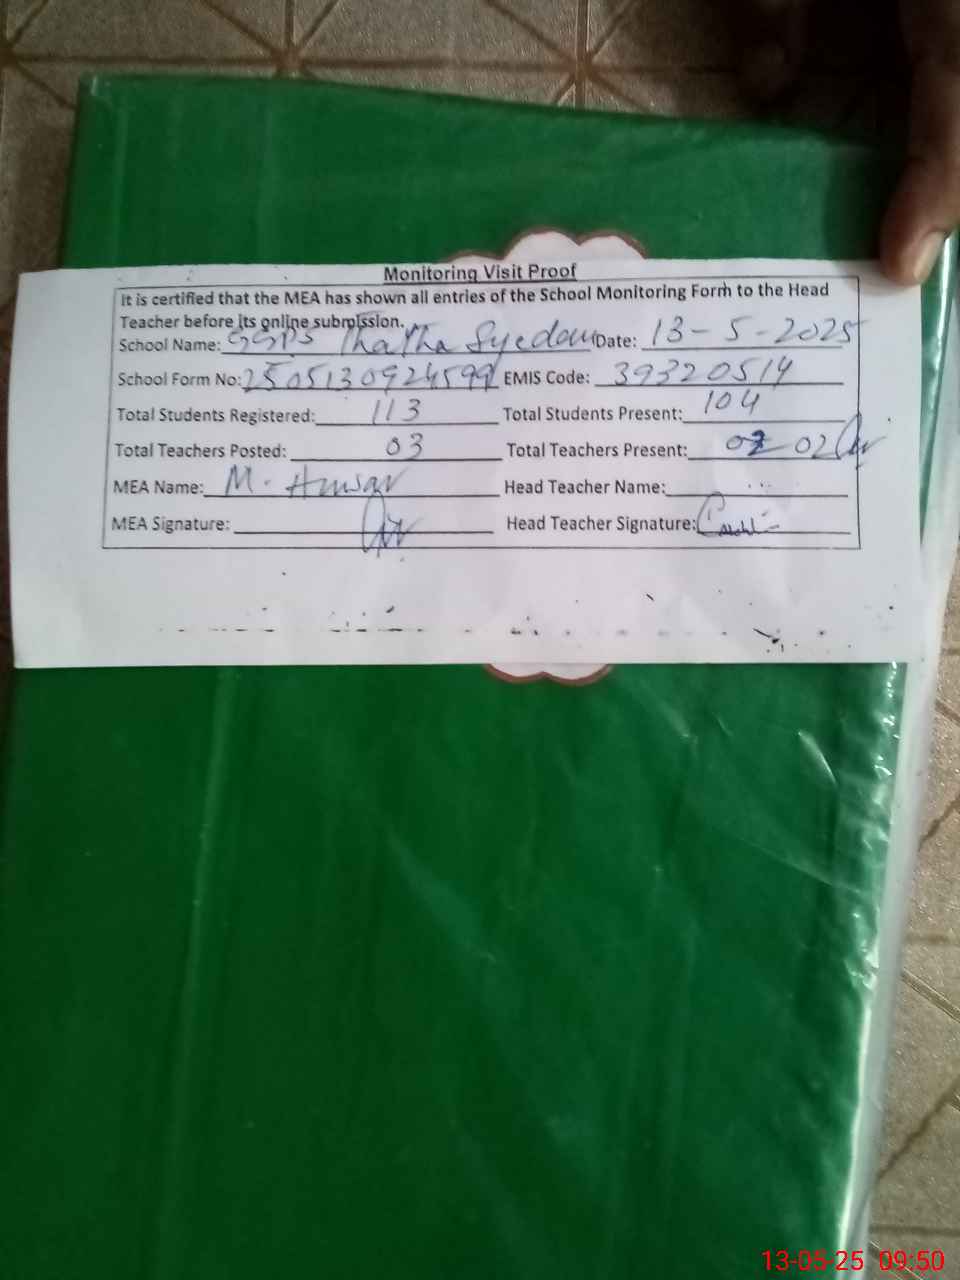 Monitoring Visit Proof
It is certified that the MEA has shown all entries of the School Monitoring Form to the Head
Teacher before its online submission.
School Name: GGPS Thatha Syedan Date: 13-5-2025
School Form No: 2505130924599 EMIS Code: 39320514
Total Students Registered: 113 Total Students Present: 104
Total Teachers Posted: 03 Total Teachers Present: 02 02
MEA Name: M. Head Teacher Name:
MEA Signature: Head Teacher Signature:
13-05-25 09:50